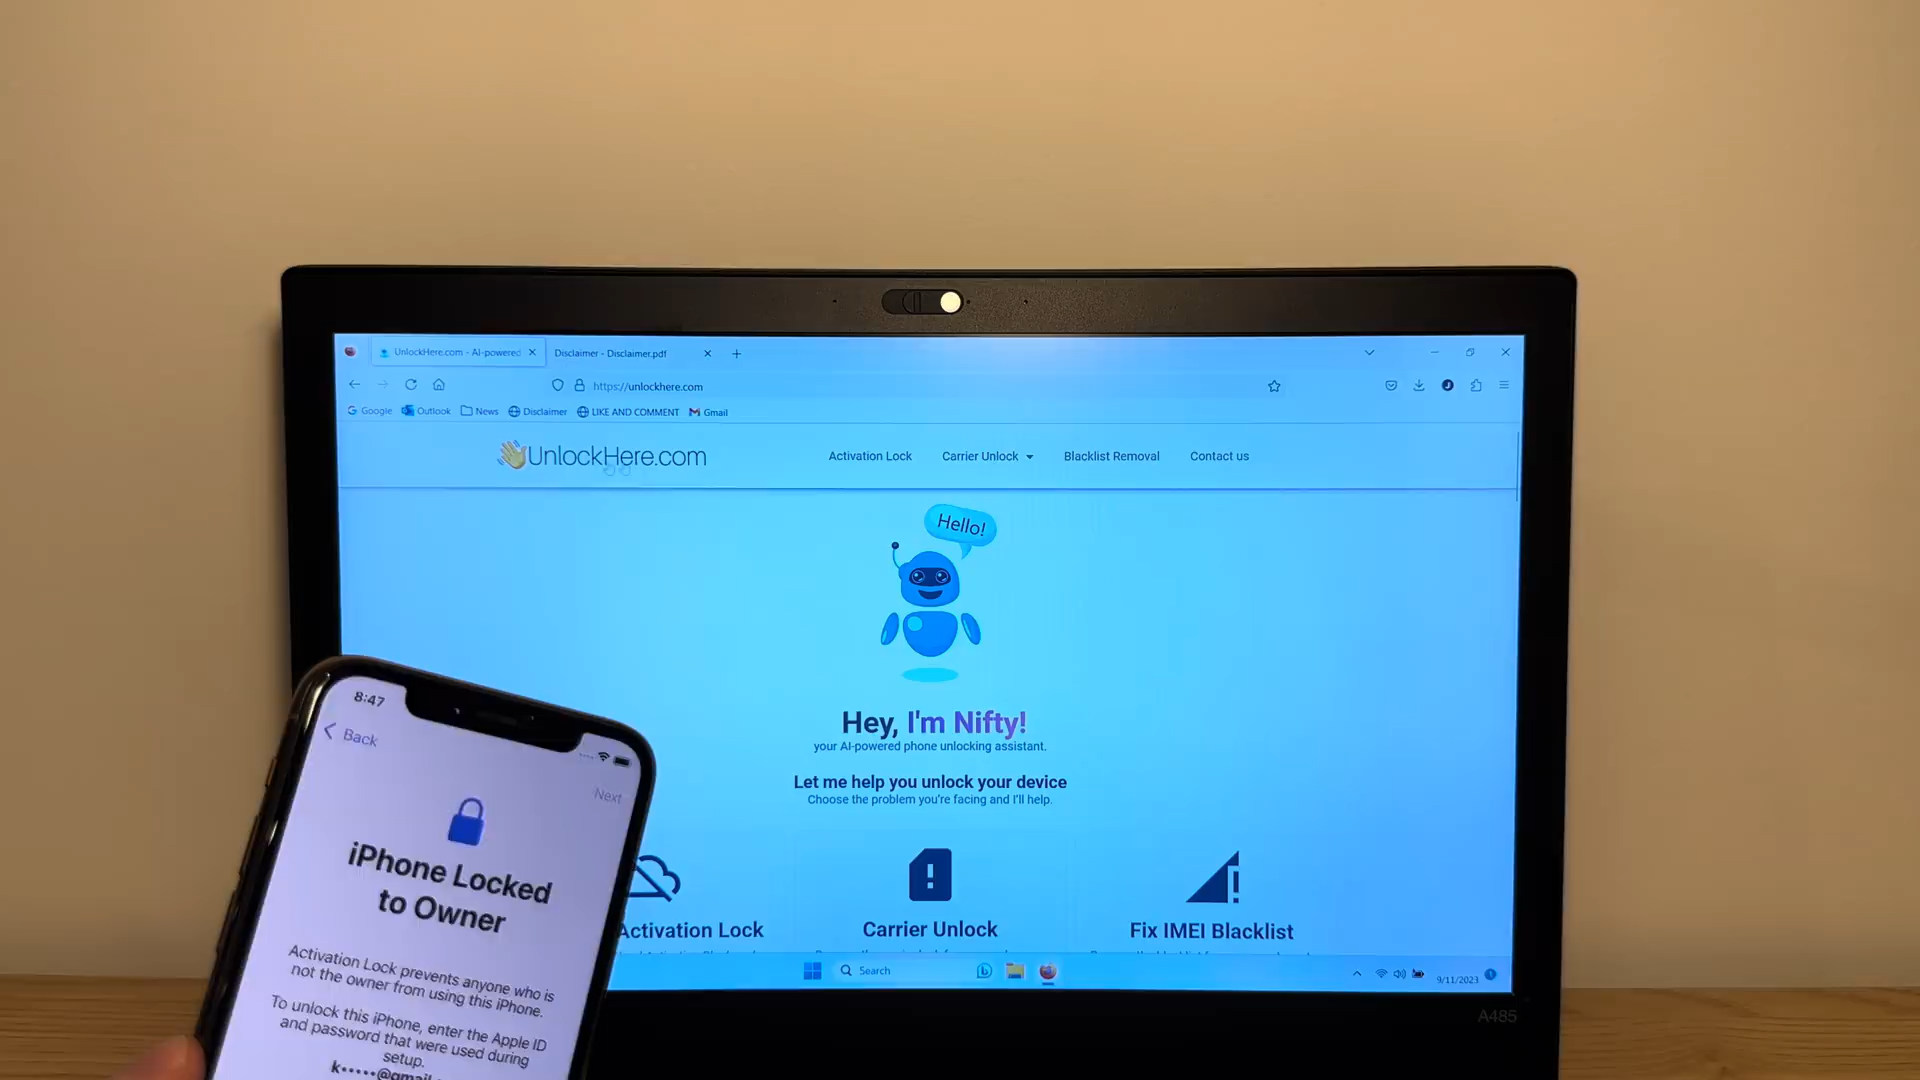 UnlockHere.com - AI-powered
Disclaimer - Disclaimer.pdf
https://unlockhere.com
Google
Outlook
News
Disclaimer
LIKE AND COMMENT
Gmail
UnlockHere.com
Activation Lock
Carrier Unlock
Blacklist Removal
Contact us
Hello!
Hey, I'm Nifty!
your AI-powered phone unlocking assistant.
Let me help you unlock your device
Choose the problem you're facing and I'll help.
Activation Lock
Carrier Unlock
Fix IMEI Blacklist
Search
9/11/2023
A485
8:47
Back
Next
iPhone Locked
to Owner
Activation Lock prevents anyone who is
not the owner from using this iPhone.
To unlock this iPhone, enter the Apple ID
and password that were used during
setup.
k•••••@gmail